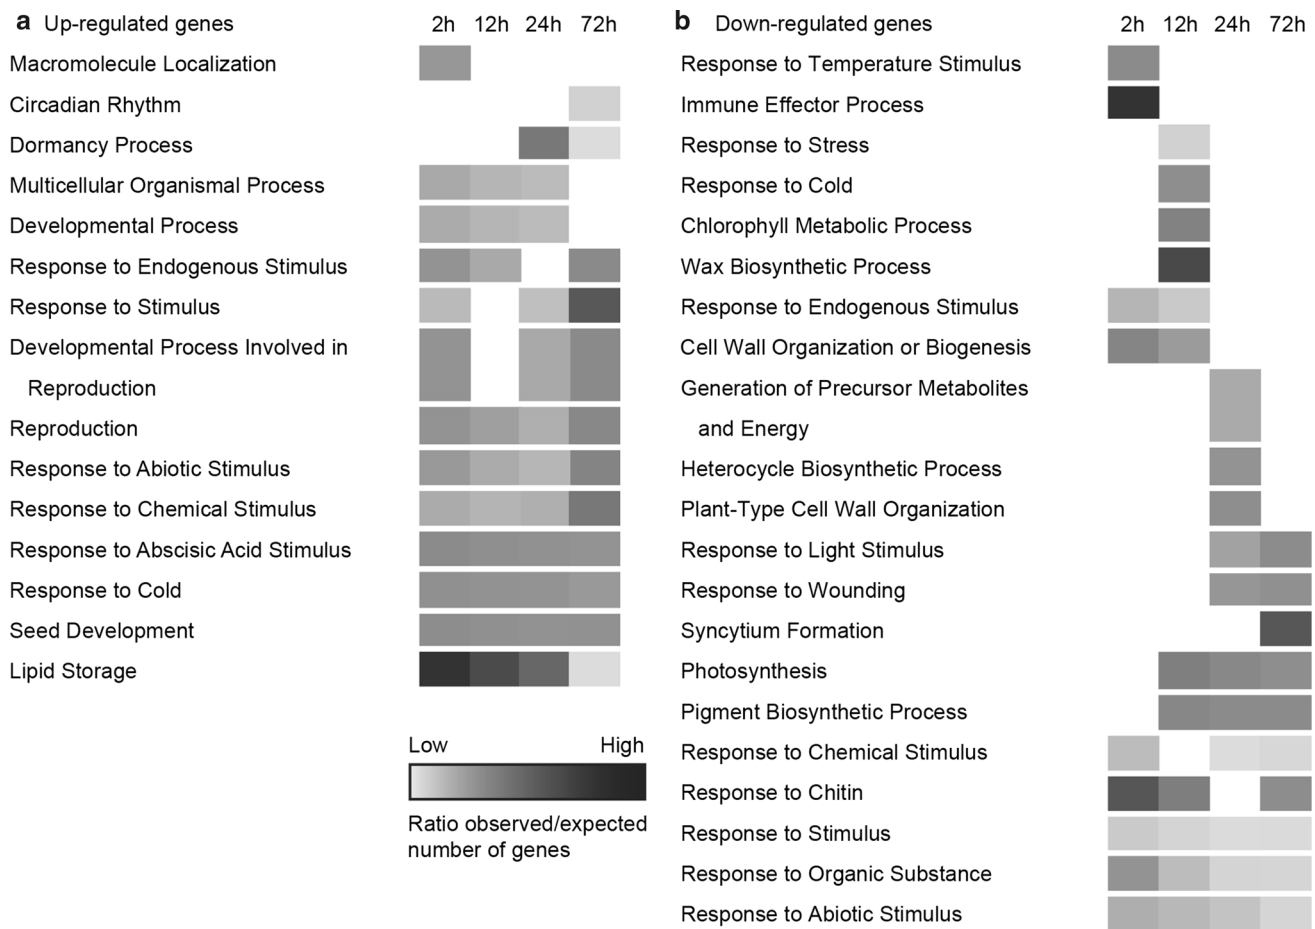 a Up-regulated genes 2h 12h 24h 72h
Macromolecule Localization
Circadian Rhythm
Dormancy Process
Multicellular Organismal Process
Developmental Process
Response to Endogenous Stimulus
Response to Stimulus
Developmental Process Involved in
Reproduction
Reproduction
Response to Abiotic Stimulus
Response to Chemical Stimulus
Response to Abscisic Acid Stimulus
Response to Cold
Seed Development
Lipid Storage
Low High
Ratio observed/expected
number of genes
b Down-regulated genes 2h 12h 24h 72h
Response to Temperature Stimulus
Immune Effector Process
Response to Stress
Response to Cold
Chlorophyll Metabolic Process
Wax Biosynthetic Process
Response to Endogenous Stimulus
Cell Wall Organization or Biogenesis
Generation of Precursor Metabolites
and Energy
Heterocycle Biosynthetic Process
Plant-Type Cell Wall Organization
Response to Light Stimulus
Response to Wounding
Syncytium Formation
Photosynthesis
Pigment Biosynthetic Process
Response to Chemical Stimulus
Response to Chitin
Response to Stimulus
Response to Organic Substance
Response to Abiotic Stimulus